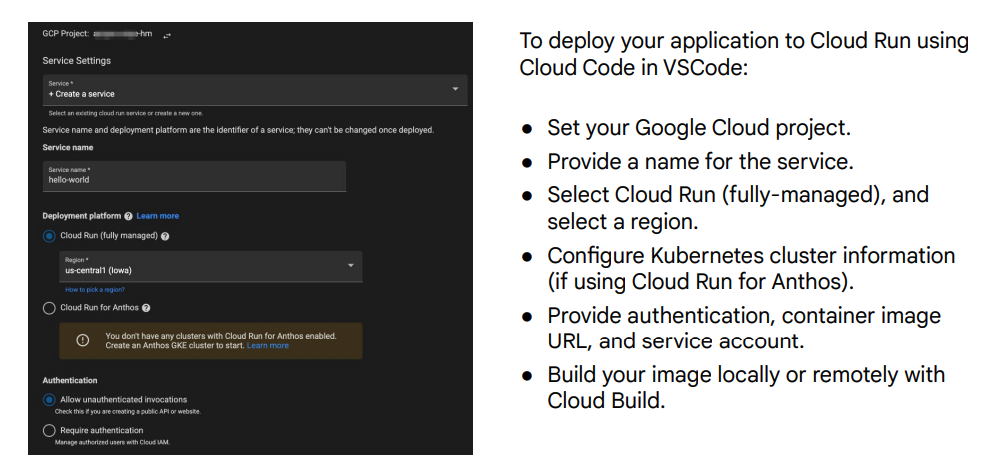 GCP Project: -hm
Service Settings
Service *
+ Create a service
Select an existing cloud run service or create a new one.
Service name and deployment platform are the identifier of a service; they can't be changed once deployed.
Service name
Service name *
hello-world
Deployment platform ? Learn more
Cloud Run (fully managed) ?
Region *
us-central1 (Iowa)
How to pick a region?
Cloud Run for Anthos ?
You don't have any clusters with Cloud Run for Anthos enabled.
Create an Anthos GKE cluster to start. Learn more
Authentication
Allow unauthenticated invocations
Check this if you are creating a public API or website.
Require authentication
Manage authorized users with Cloud IAM.
To deploy your application to Cloud Run using
Cloud Code in VSCode:
● Set your Google Cloud project.
● Provide a name for the service.
● Select Cloud Run (fully-managed), and
select a region.
● Configure Kubernetes cluster information
(if using Cloud Run for Anthos).
● Provide authentication, container image
URL, and service account.
● Build your image locally or remotely with
Cloud Build.